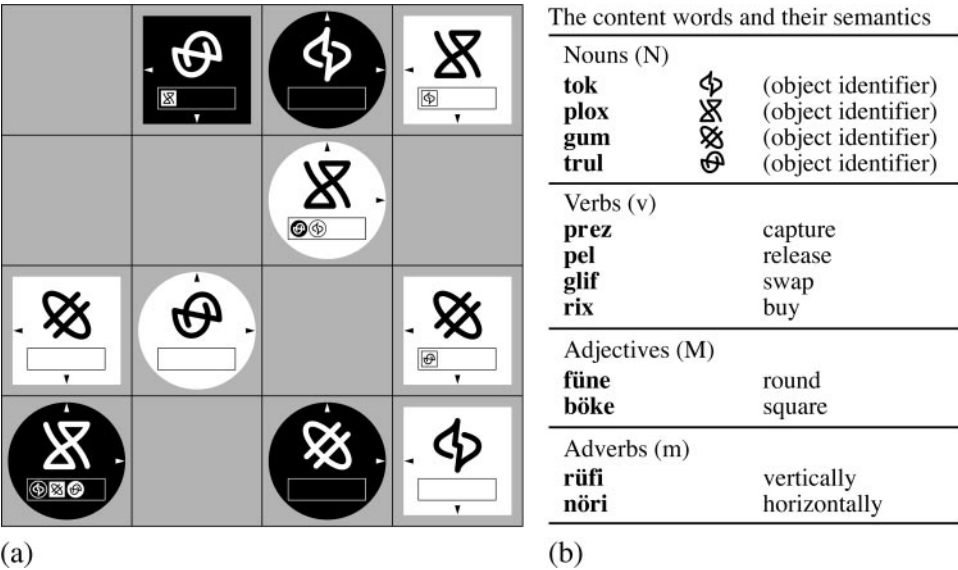 The content words and their semantics
Nouns (N)
tok (object identifier)
plox (object identifier)
gum (object identifier)
trul (object identifier)
Verbs (v)
prez capture
pel release
glif swap
rix buy
Adjectives (M)
füne round
böke square
Adverbs (m)
rüfi vertically
nöri horizontally
(a) (b)